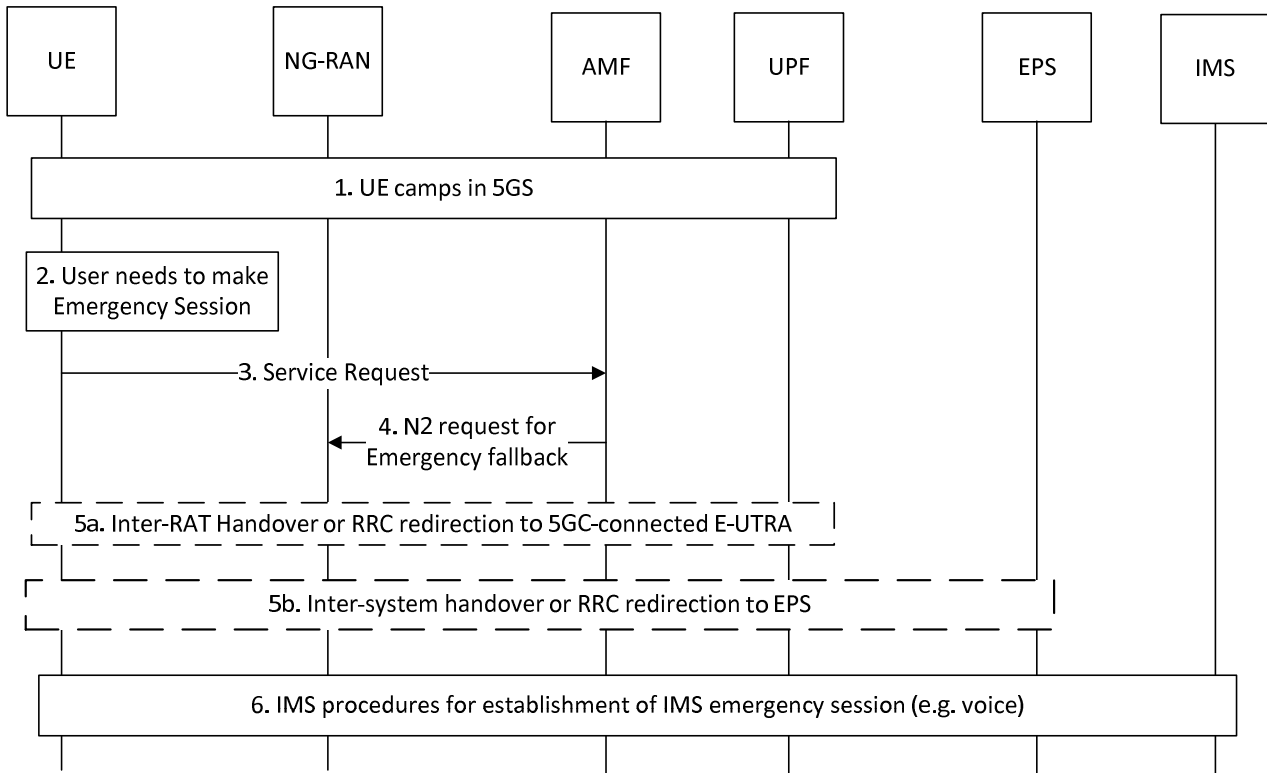 UE
NG-RAN
AMF
UPF
EPS
IMS
1. UE camps in 5GS
2. User needs to make
Emergency Session
3. Service Request
4. N2 request for
Emergency fallback
5a. Inter-RAT Handover or RRC redirection to 5GC-connected E-UTRA
5b. Inter-system handover or RRC redirection to EPS
6. IMS procedures for establishment of IMS emergency session (e.g. voice)